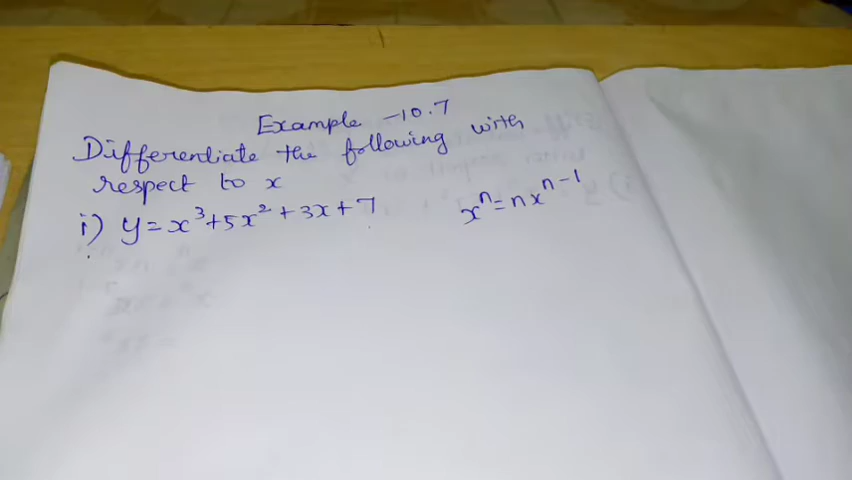 Example -10.7
Differentiate the following with
respect to x
i) y = x³ + 5x² + 3x + 7
xⁿ = nxⁿ⁻¹